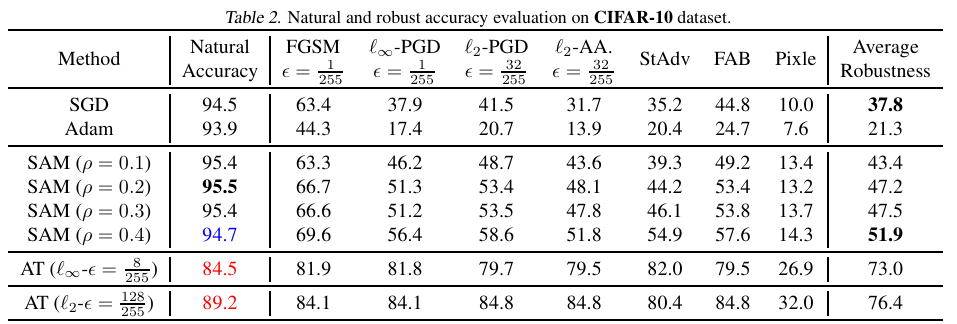 Table 2. Natural and robust accuracy evaluation on CIFAR-10 dataset.
Method | Natural Accuracy | FGSM ϵ = 1/255 | ℓ∞-PGD ϵ = 1/255 | ℓ2-PGD ϵ = 32/255 | ℓ2-AA. ϵ = 32/255 | StAdv | FAB | Pixle | Average Robustness
SGD | 94.5 | 63.4 | 37.9 | 41.5 | 31.7 | 35.2 | 44.8 | 10.0 | 37.8
Adam | 93.9 | 44.3 | 17.4 | 20.7 | 13.9 | 20.4 | 24.7 | 7.6 | 21.3
SAM (ρ = 0.1) | 95.4 | 63.3 | 46.2 | 48.7 | 43.6 | 39.3 | 49.2 | 13.4 | 43.4
SAM (ρ = 0.2) | 95.5 | 66.7 | 51.3 | 53.4 | 48.1 | 44.2 | 53.4 | 13.2 | 47.2
SAM (ρ = 0.3) | 95.4 | 66.6 | 51.2 | 53.5 | 47.8 | 46.1 | 53.8 | 13.7 | 47.5
SAM (ρ = 0.4) | 94.7 | 69.6 | 56.4 | 58.6 | 51.8 | 54.9 | 57.6 | 14.3 | 51.9
AT (ℓ∞-ϵ = 8/255) | 84.5 | 81.9 | 81.8 | 79.7 | 79.5 | 82.0 | 79.5 | 26.9 | 73.0
AT (ℓ2-ϵ = 128/255) | 89.2 | 84.1 | 84.1 | 84.8 | 84.8 | 80.4 | 84.8 | 32.0 | 76.4